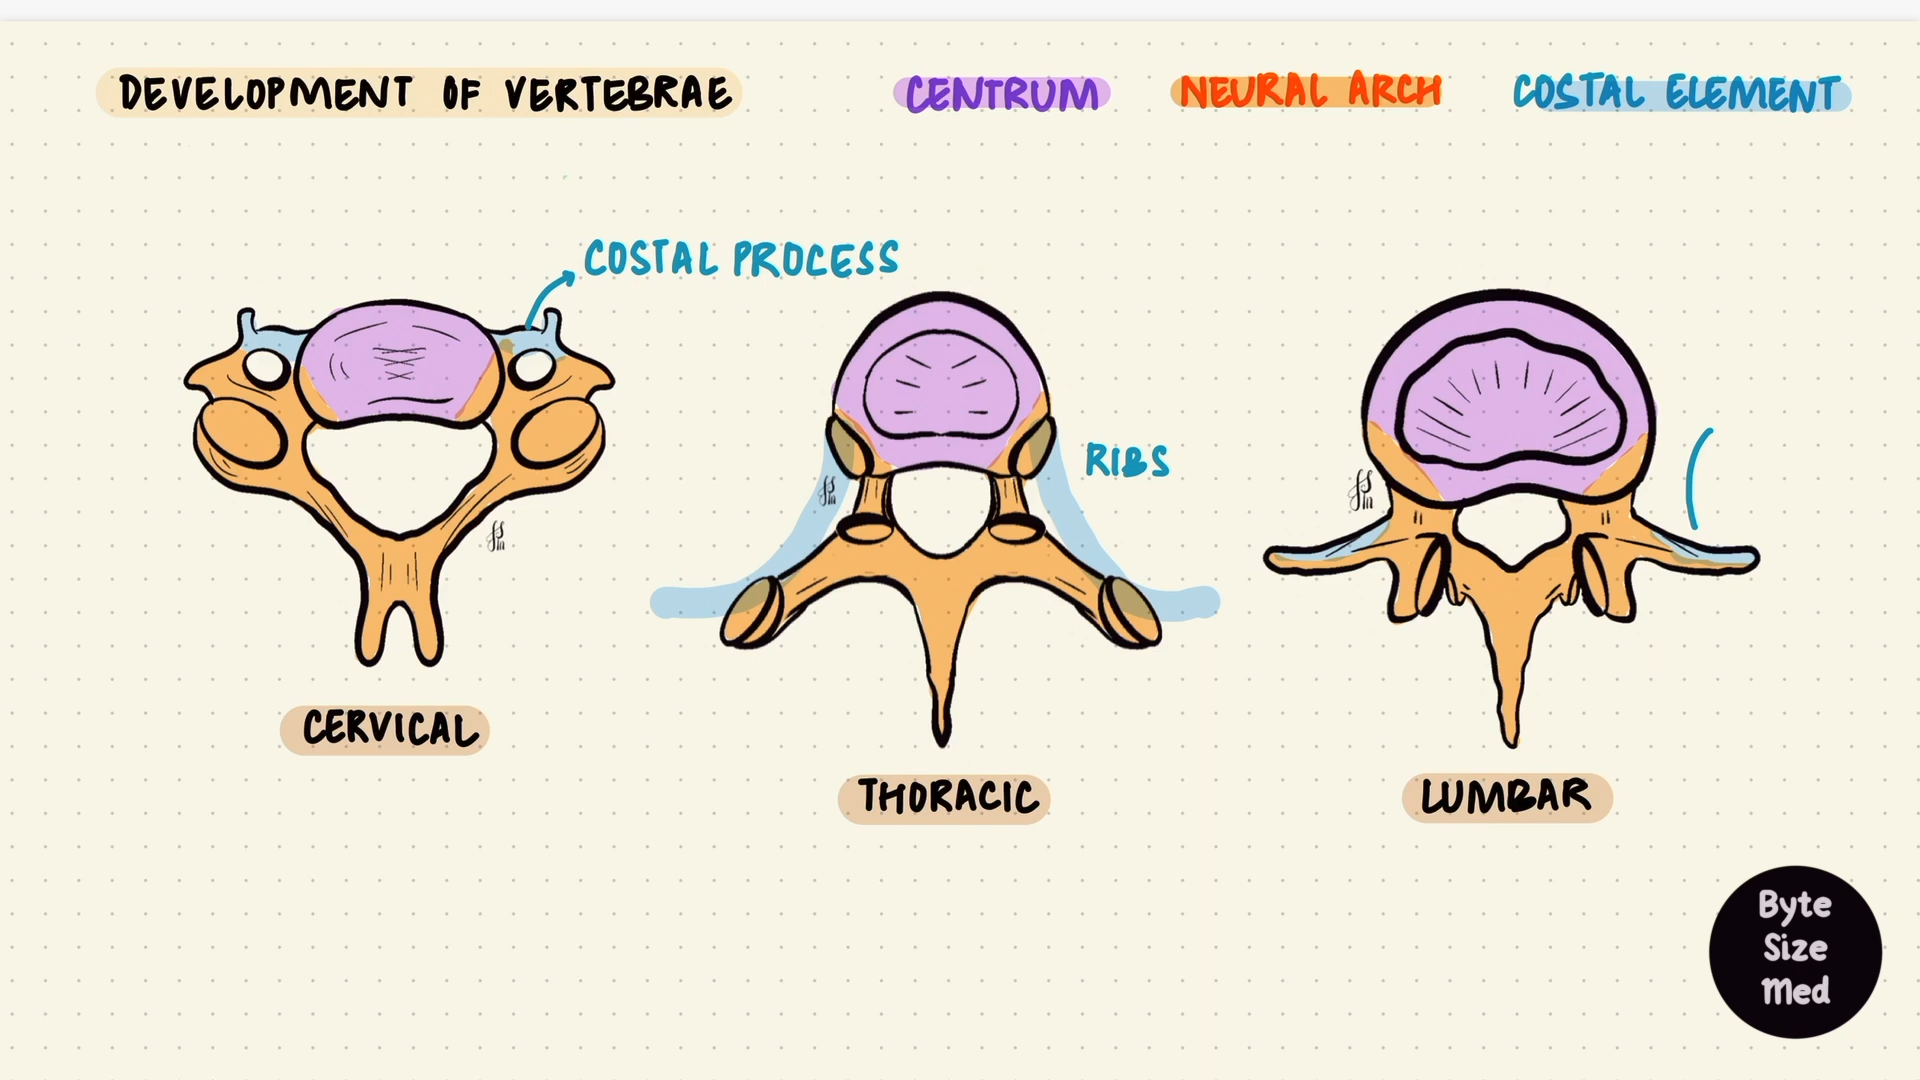 DEVELOPMENT OF VERTEBRAE
CENTRUM
NEURAL ARCH
COSTAL ELEMENT
COSTAL PROCESS
RIBS
CERVICAL
THORACIC
LUMBAR
Byte
Size
Med